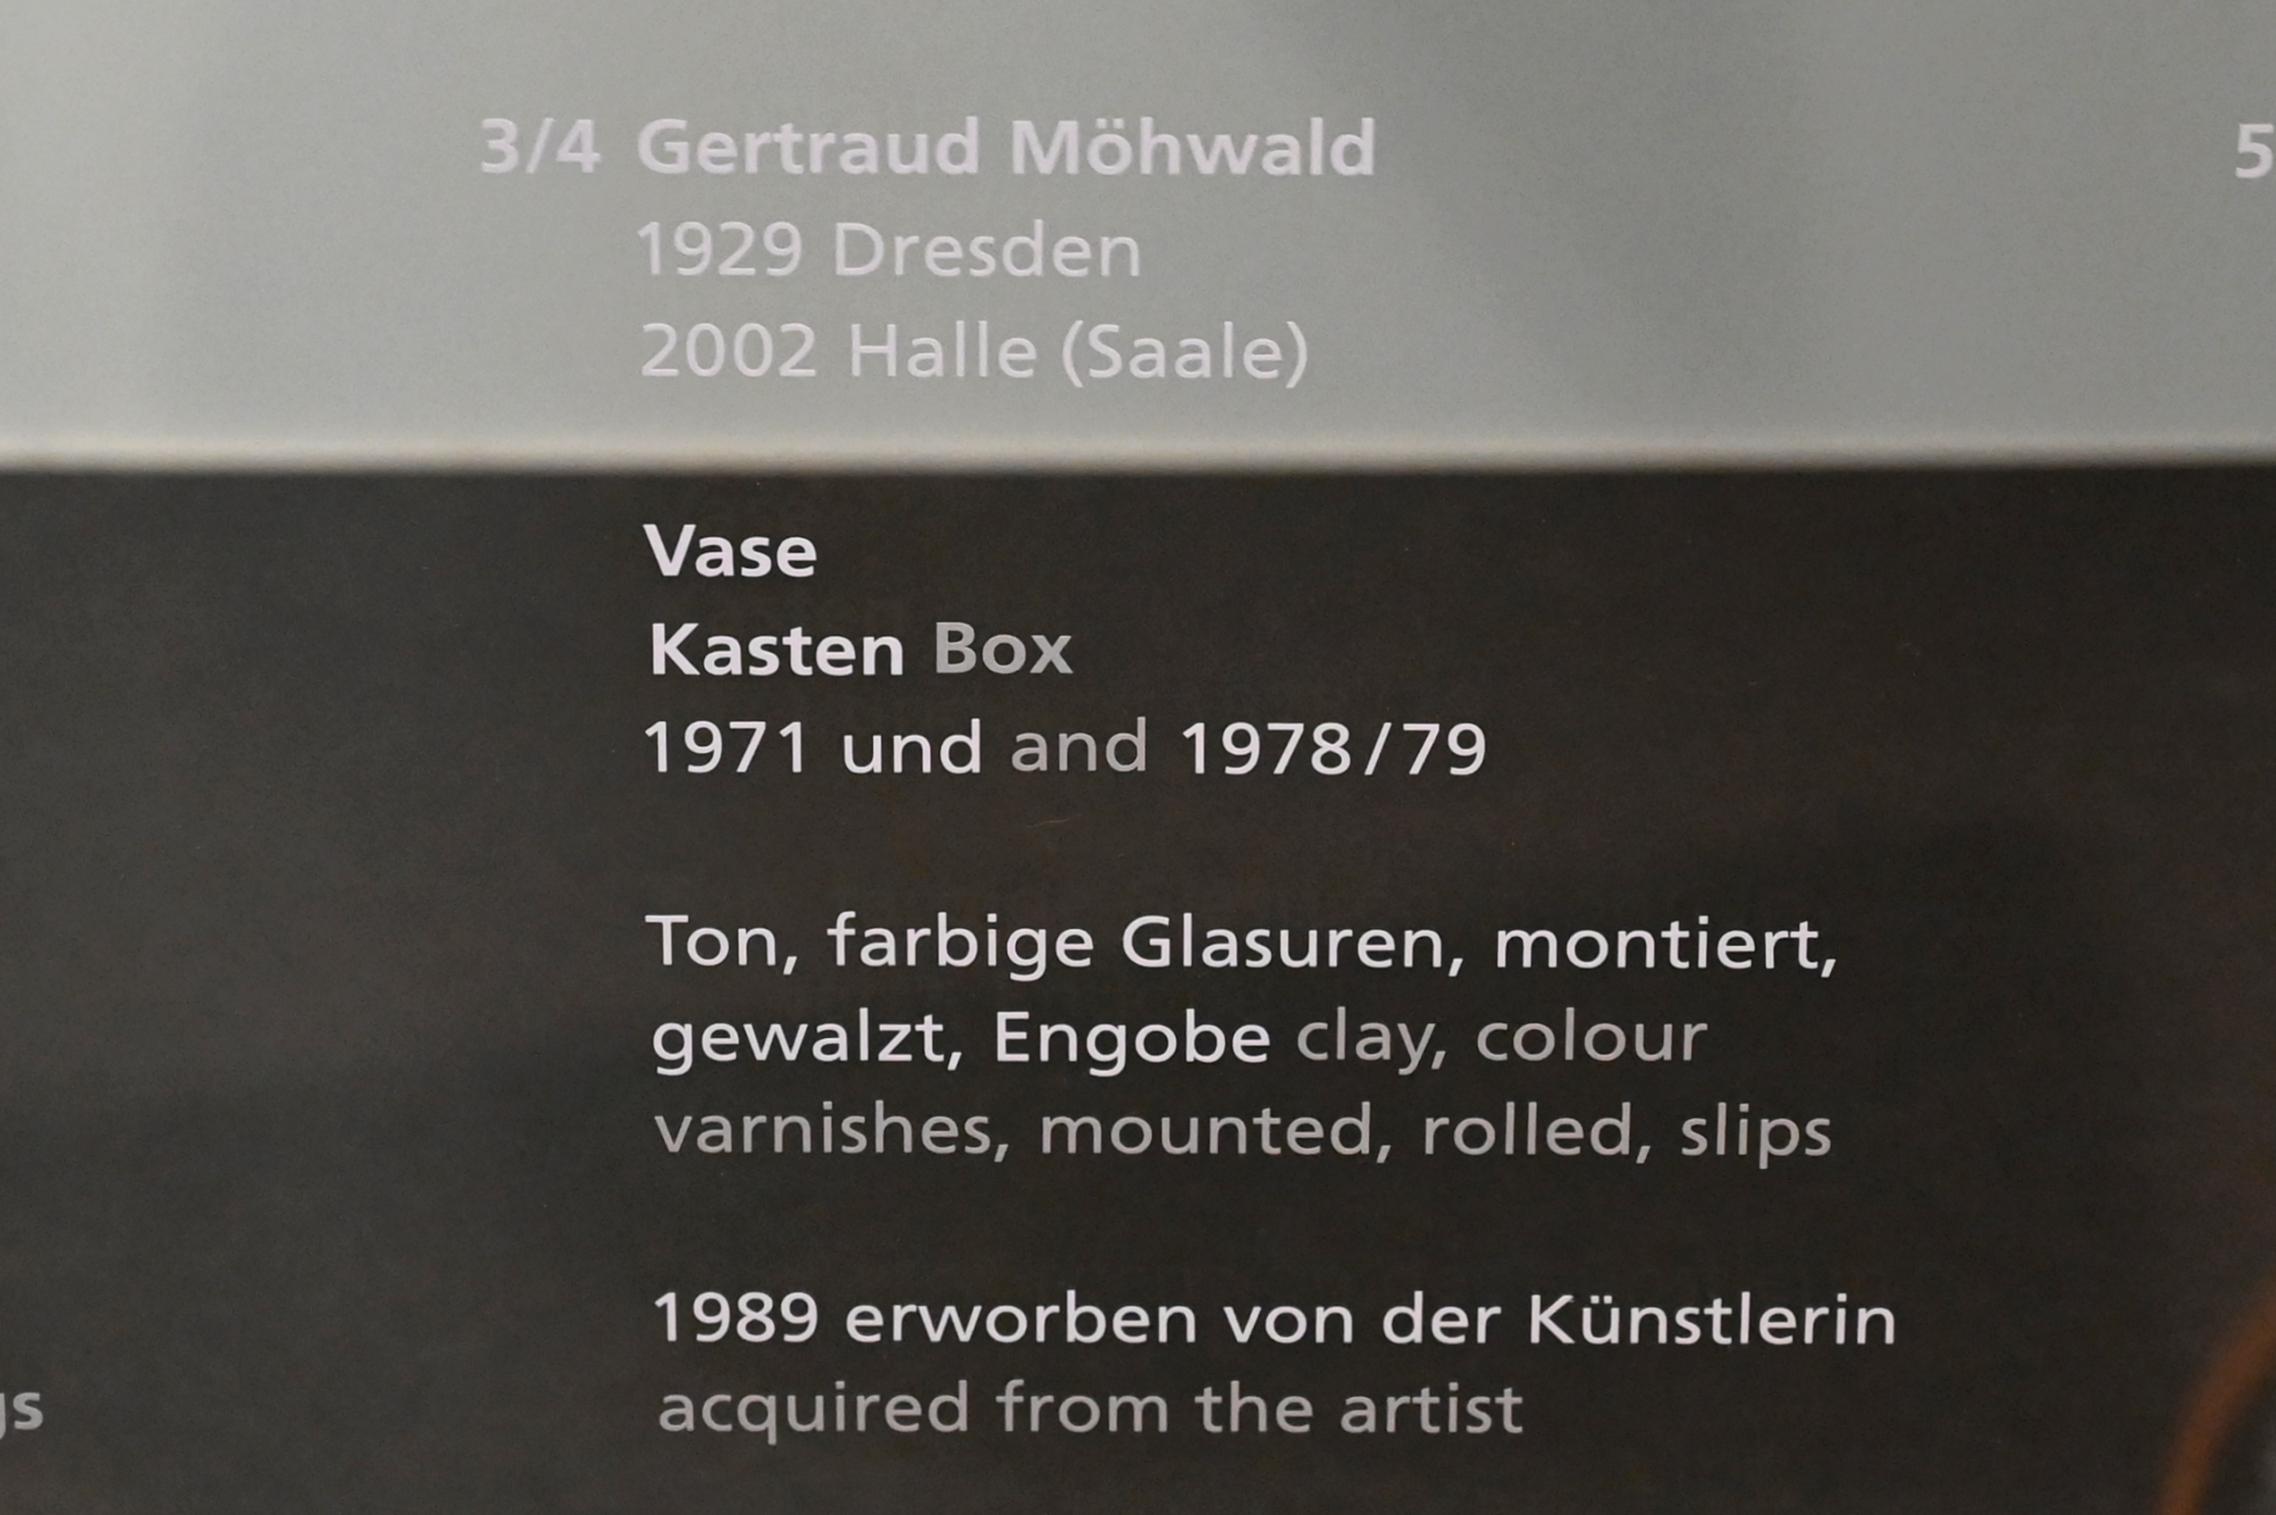 3/4 Gertraud Möhwald
1929 Dresden
2002 Halle (Saale)
Vase
Kasten Box
1971 und and 1978/79
Ton, farbige Glasuren, montiert,
gewalzt, Engobe clay, colour
varnishes, mounted, rolled, slips
1989 erworben von der Künstlerin
acquired from the artist
5